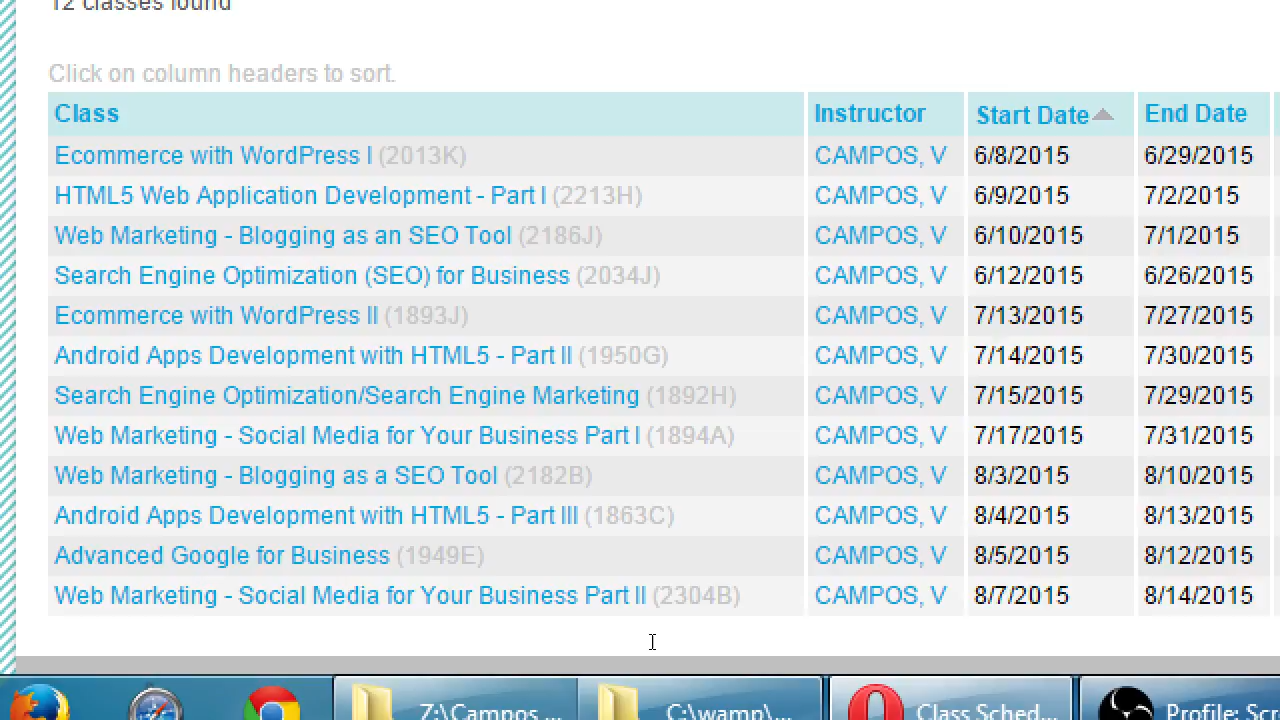 12 classes found
Click on column headers to sort.
Class Instructor Start Date End Date
Ecommerce with WordPress I (2013K) CAMPOS, V 6/8/2015 6/29/2015
HTML5 Web Application Development - Part I (2213H) CAMPOS, V 6/9/2015 7/2/2015
Web Marketing - Blogging as an SEO Tool (2186J) CAMPOS, V 6/10/2015 7/1/2015
Search Engine Optimization (SEO) for Business (2034J) CAMPOS, V 6/12/2015 6/26/2015
Ecommerce with WordPress II (1893J) CAMPOS, V 7/13/2015 7/27/2015
Android Apps Development with HTML5 - Part II (1950G) CAMPOS, V 7/14/2015 7/30/2015
Search Engine Optimization/Search Engine Marketing (1892H) CAMPOS, V 7/15/2015 7/29/2015
Web Marketing - Social Media for Your Business Part I (1894A) CAMPOS, V 7/17/2015 7/31/2015
Web Marketing - Blogging as a SEO Tool (2182B) CAMPOS, V 8/3/2015 8/10/2015
Android Apps Development with HTML5 - Part III (1863C) CAMPOS, V 8/4/2015 8/13/2015
Advanced Google for Business (1949E) CAMPOS, V 8/5/2015 8/12/2015
Web Marketing - Social Media for Your Business Part II (2304B) CAMPOS, V 8/7/2015 8/14/2015
Z:\Campos ... C:\wamp\... Class Sched... Profile: Scr